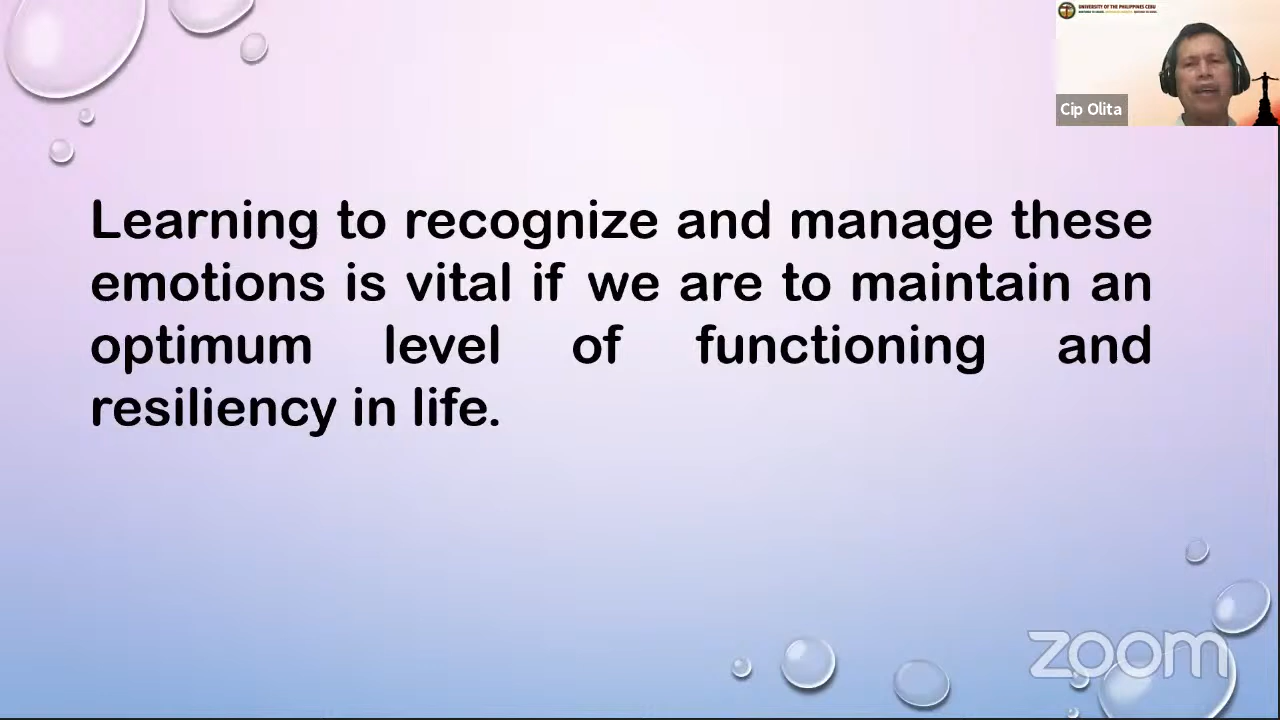 UNIVERSITY OF THE PHILIPPINES CEBU
Cip Olita
Learning to recognize and manage these
emotions is vital if we are to maintain an
optimum level of functioning and
resiliency in life.
zoom